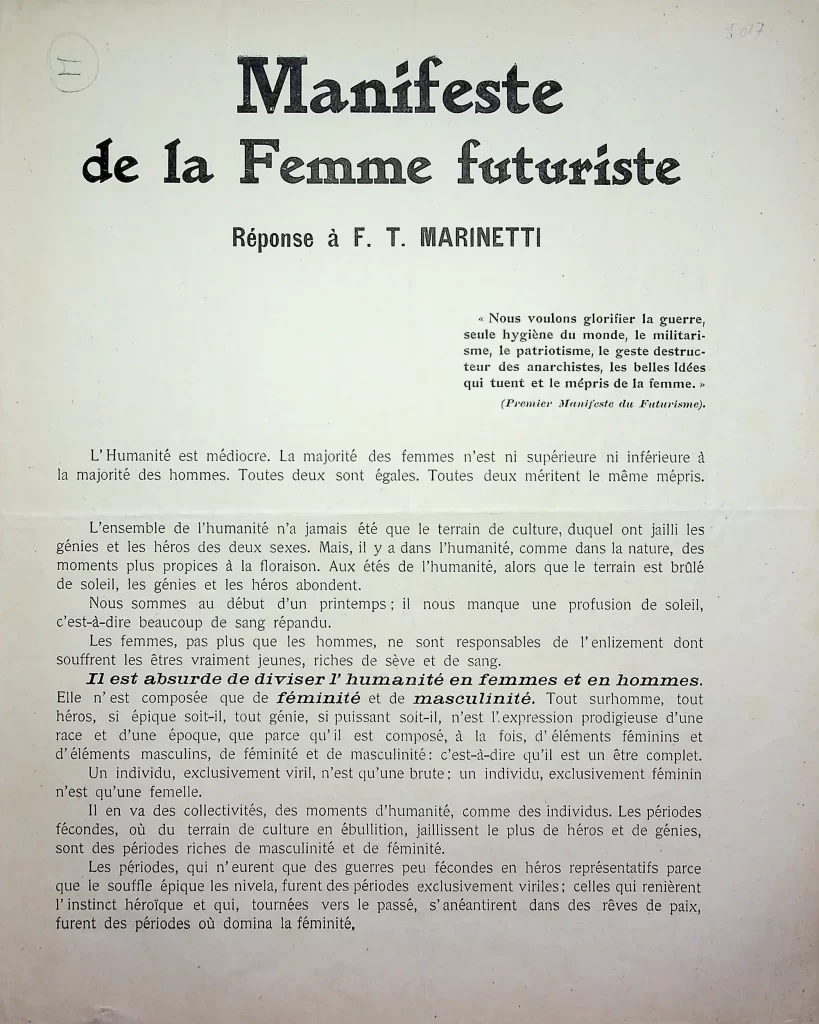 II
5017
Manifeste
de la Femme futuriste
Réponse à F. T. MARINETTI
« Nous voulons glorifier la guerre,
seule hygiène du monde, le militari-
sme, le patriotisme, le geste destruc-
teur des anarchistes, les belles Idées
qui tuent et le mépris de la femme. »
(Premier Manifeste du Futurisme).
L'Humanité est médiocre. La majorité des femmes n'est ni supérieure ni inférieure à
la majorité des hommes. Toutes deux sont égales. Toutes deux méritent le même mépris.
L'ensemble de l'humanité n'a jamais été que le terrain de culture, duquel ont jailli les
génies et les héros des deux sexes. Mais, il y a dans l'humanité, comme dans la nature, des
moments plus propices à la floraison. Aux étés de l'humanité, alors que le terrain est brûlé
de soleil, les génies et les héros abondent.
Nous sommes au début d'un printemps ; il nous manque une profusion de soleil,
c'est-à-dire beaucoup de sang répandu.
Les femmes, pas plus que les hommes, ne sont responsables de l'enlizement dont
souffrent les êtres vraiment jeunes, riches de sève et de sang.
Il est absurde de diviser l'humanité en femmes et en hommes.
Elle n'est composée que de féminité et de masculinité. Tout surhomme, tout
héros, si épique soit-il, tout génie, si puissant soit-il, n'est l'expression prodigieuse d'une
race et d'une époque, que parce qu'il est composé, à la fois, d'éléments féminins et
d'éléments masculins, de féminité et de masculinité : c'est-à-dire qu'il est un être complet.
Un individu, exclusivement viril, n'est qu'une brute ; un individu, exclusivement féminin
n'est qu'une femelle.
Il en va des collectivités, des moments d'humanité, comme des individus. Les périodes
fécondes, où du terrain de culture en ébullition, jaillissent le plus de héros et de génies,
sont des périodes riches de masculinité et de féminité.
Les périodes, qui n'eurent que des guerres peu fécondes en héros représentatifs parce
que le souffle épique les nivela, furent des périodes exclusivement viriles ; celles qui renièrent
l'instinct héroïque et qui, tournées vers le passé, s'anéantirent dans des rêves de paix,
furent des périodes où domina la féminité.